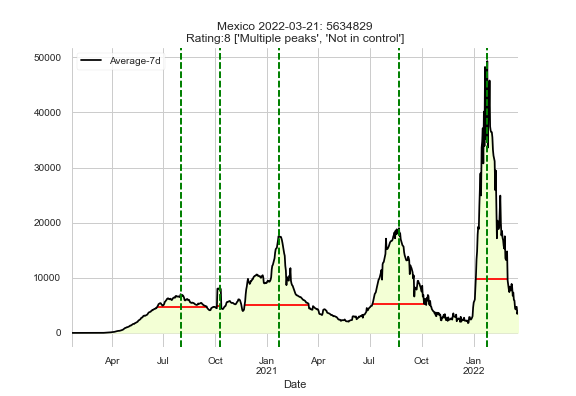 Mexico 2022-03-21: 5634829
Rating:8 ['Multiple peaks', 'Not in control']
Average-7d
50000
40000
30000
20000
10000
0
Apr Jul Oct Jan Apr Jul Oct Jan
2021 2022
Date